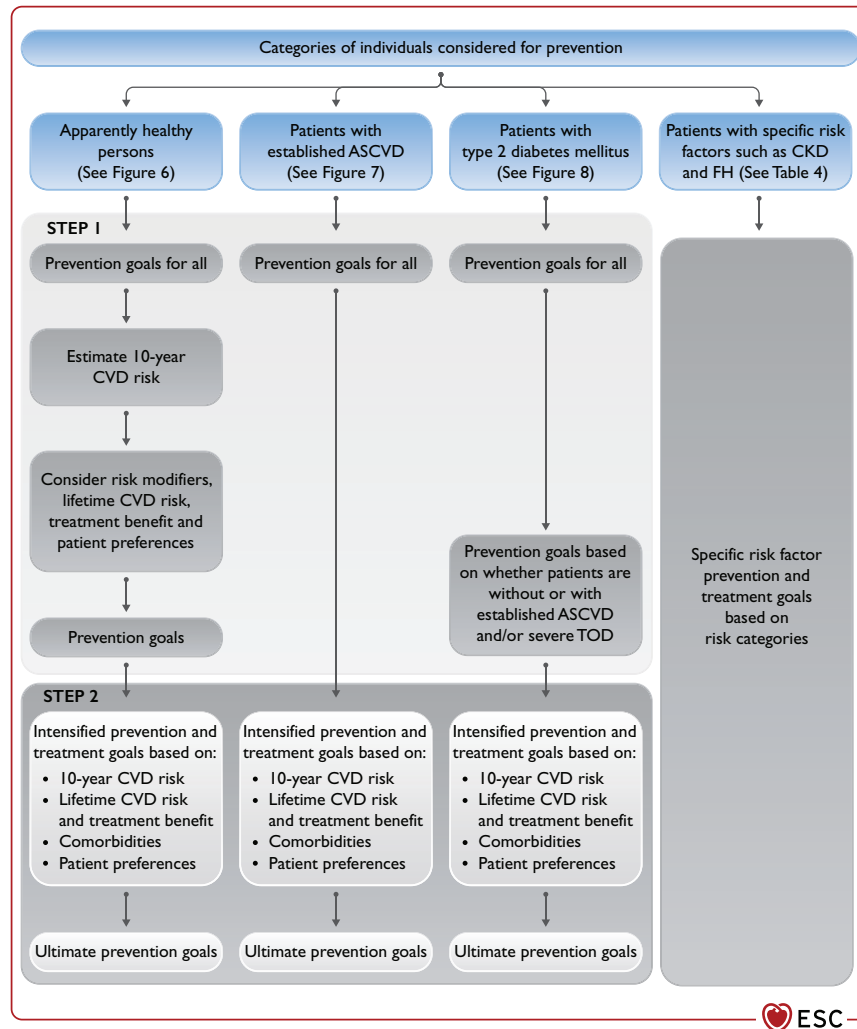 Categories of individuals considered for prevention
Apparently healthy
persons
(See Figure 6)
Patients with
established ASCVD
(See Figure 7)
Patients with
type 2 diabetes mellitus
(See Figure 8)
Patients with specific risk
factors such as CKD
and FH (See Table 4)
STEP 1
Prevention goals for all
Prevention goals for all
Prevention goals for all
Estimate 10-year
CVD risk
Consider risk modifiers,
lifetime CVD risk,
treatment benefit and
patient preferences
Prevention goals
Prevention goals based
on whether patients are
without or with
established ASCVD
and/or severe TOD
Specific risk factor
prevention and
treatment goals
based on
risk categories
STEP 2
Intensified prevention and
treatment goals based on:
• 10-year CVD risk
• Lifetime CVD risk
and treatment benefit
• Comorbidities
• Patient preferences
Intensified prevention and
treatment goals based on:
• 10-year CVD risk
• Lifetime CVD risk
and treatment benefit
• Comorbidities
• Patient preferences
Intensified prevention and
treatment goals based on:
• 10-year CVD risk
• Lifetime CVD risk
and treatment benefit
• Comorbidities
• Patient preferences
Ultimate prevention goals
Ultimate prevention goals
Ultimate prevention goals
ESC